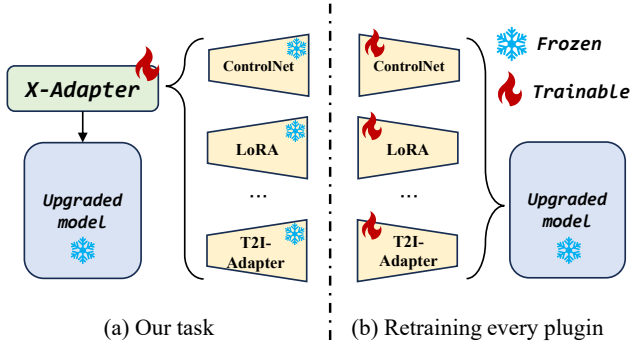 X-Adapter
Upgraded
model
ControlNet
LoRA
...
T2I-
Adapter
(a) Our task
ControlNet
LoRA
...
T2I-
Adapter
Frozen
Trainable
Upgraded
model
(b) Retraining every plugin